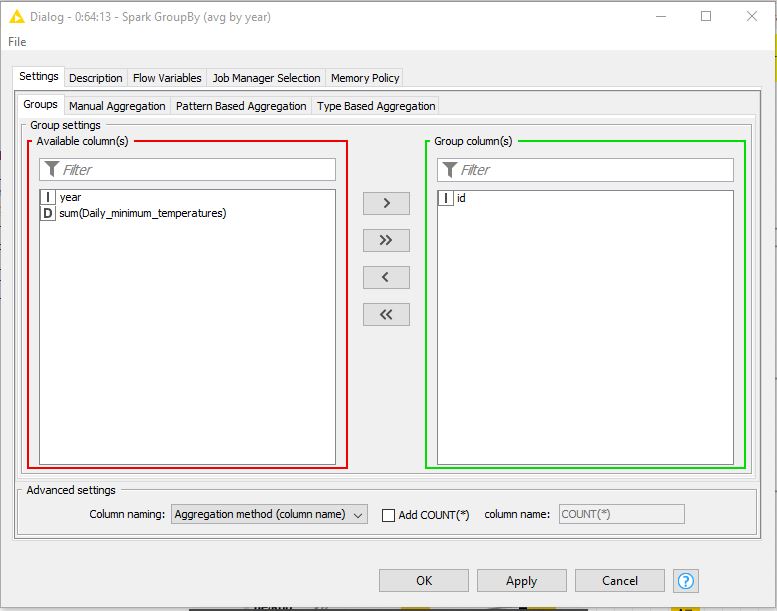 Dialog - 0:64:13 - Spark GroupBy (avg by year)
File
Settings Description Flow Variables Job Manager Selection Memory Policy
Groups Manual Aggregation Pattern Based Aggregation Type Based Aggregation
Group settings
Available column(s) Group column(s)
Filter Filter
I year I id
D sum(Daily_minimum_temperatures)
>
>>
<
<<
Advanced settings
Column naming: Aggregation method (column name) Add COUNT(*) column name: COUNT(*)
OK Apply Cancel ?